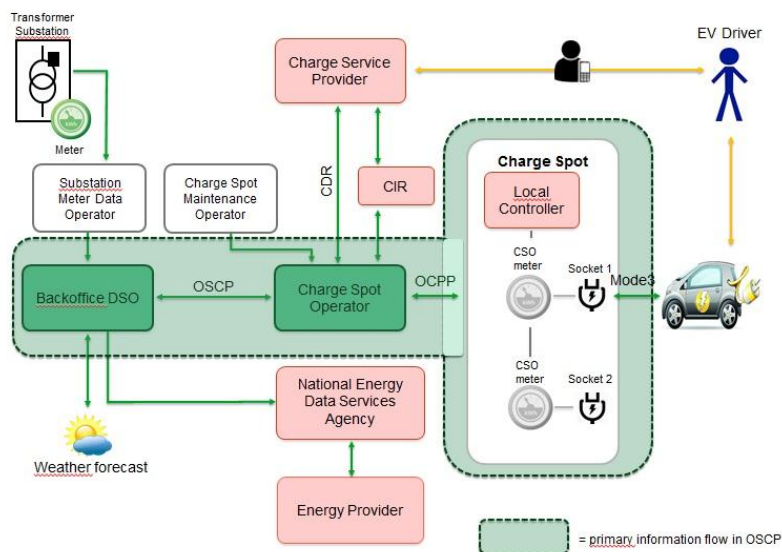 Transformer
Substation
Meter
Substation
Meter Data
Operator
Charge Spot
Maintenance
Operator
Charge Service
Provider
CDR
CIR
EV Driver
Charge Spot
Local
Controller
CSO
meter
Socket 1
Mode3
CSO
meter
Socket 2
Backoffice DSO
OSCP
Charge Spot
Operator
OCPP
Weather forecast
National Energy
Data Services
Agency
Energy Provider
= primary information flow in OSCP